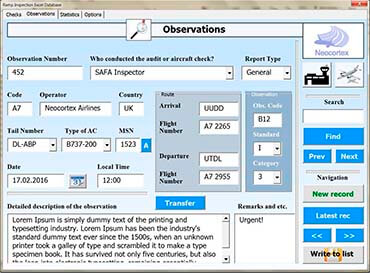 Ramp Inspection Excel Database
Checks Observations Statistics Options
Observations
Observation Number Who conducted the audit or aircraft check? Report Type
452 SAFA Inspector General
Neocortex
Code Operator Country
A7 Neocortex Airlines UK
Route
Arrival UUDD
Flight Number A7 2265
Departure UTDL
Flight Number A7 2955
Observation
Obs. Code
B12
Standard
I
Category
3
Tail Number Type of AC MSN
DL-ABP B737-200 1523 A
Date Local Time
17.02.2016 12:00
Transfer
Search
Find
Prev Next
Navigation
New record
Latest rec
<< >>
Write to list
Detailed description of the observation Remarks and etc.
Lorem Ipsum is simply dummy text of the printing and
typesetting industry. Lorem Ipsum has been the industry's
standard dummy text ever since the 1500s, when an unknown
printer took a galley of type and scrambled it to make a type
specimen book. It has survived not only five centuries, but also
Urgent!